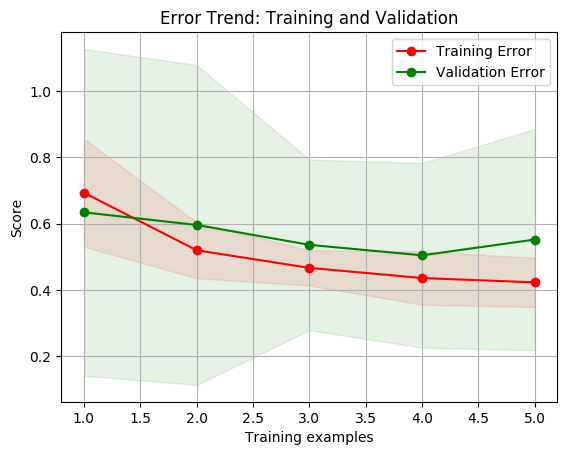 Error Trend: Training and Validation
Training Error
Validation Error
Score
1.0
0.8
0.6
0.4
0.2
1.0 1.5 2.0 2.5 3.0 3.5 4.0 4.5 5.0
Training examples